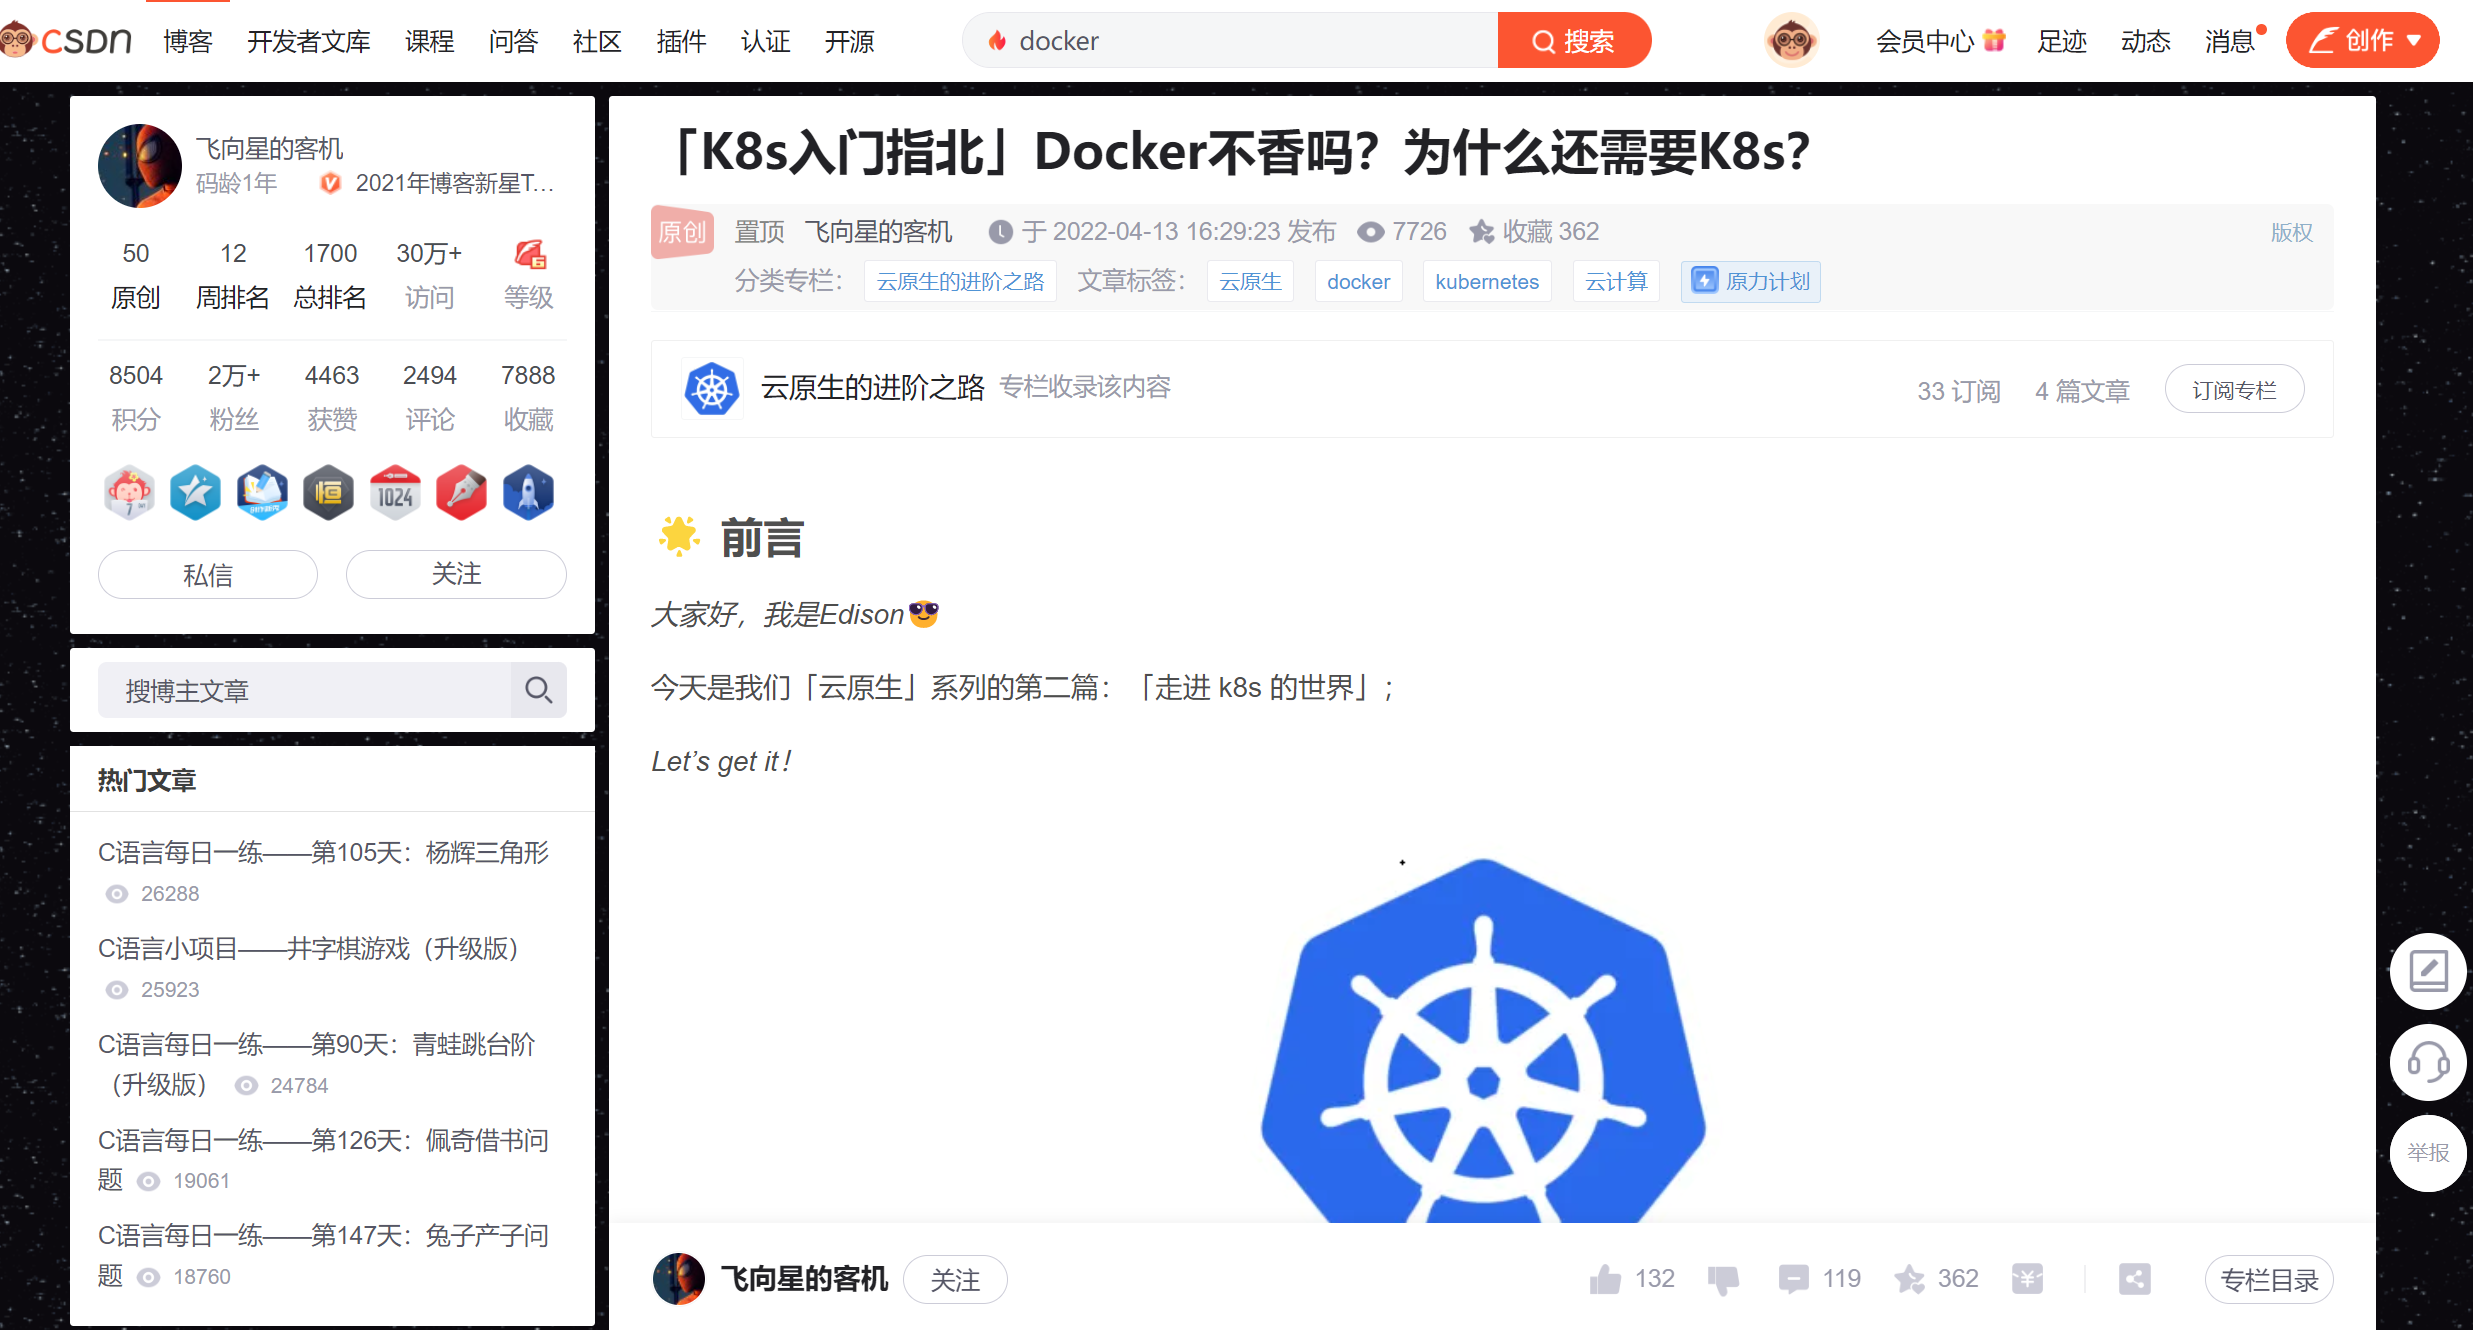 CSDN 博客 开发者文库 课程 问答 社区 插件 认证 开源 docker 搜索 会员中心 足迹 动态 消息 创作
飞向星的客机
码龄1年 2021年博客新星T...
50 12 1700 30万+
原创 周排名 总排名 访问 等级
8504 2万+ 4463 2494 7888
积分 粉丝 获赞 评论 收藏
7 恒 1024
私信 关注
搜博主文章
热门文章
C语言每日一练——第105天：杨辉三角形
26288
C语言小项目——井字棋游戏（升级版）
25923
C语言每日一练——第90天：青蛙跳台阶
（升级版） 24784
C语言每日一练——第126天：佩奇借书问
题 19061
C语言每日一练——第147天：兔子产子问
题 18760
「K8s入门指北」Docker不香吗？为什么还需要K8s？
原创 置顶 飞向星的客机 于 2022-04-13 16:29:23 发布 7726 收藏 362 版权
分类专栏： 云原生的进阶之路 文章标签： 云原生 docker kubernetes 云计算 原力计划
云原生的进阶之路 专栏收录该内容 33 订阅 4 篇文章 订阅专栏
前言
大家好，我是Edison
今天是我们「云原生」系列的第二篇：「走进 k8s 的世界」；
Let’s get it！
举报
飞向星的客机 关注 132 119 362 专栏目录